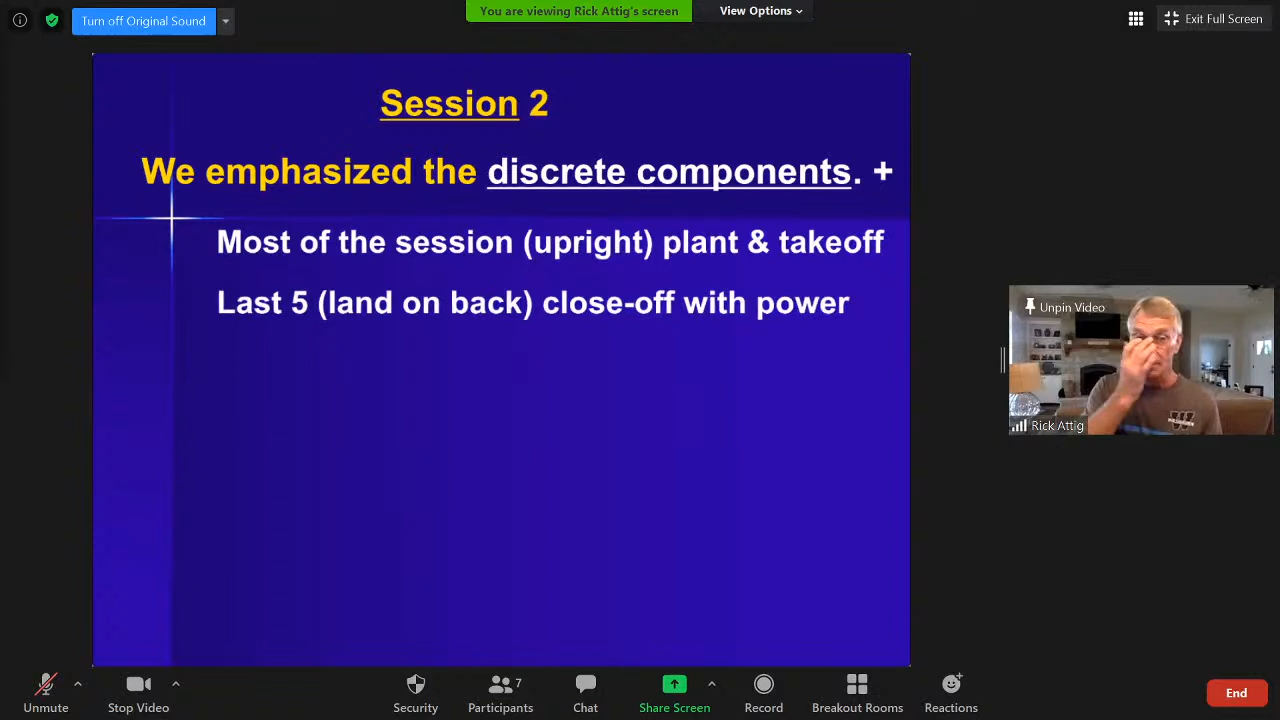 Turn off Original Sound
You are viewing Rick Attig's screen
View Options
Exit Full Screen
Session 2
We emphasized the discrete components. +
Most of the session (upright) plant & takeoff
Last 5 (land on back) close-off with power
Unpin Video
W
Rick Attig
Unmute
Stop Video
Security
Participants
7
Chat
Share Screen
Record
Breakout Rooms
Reactions
End